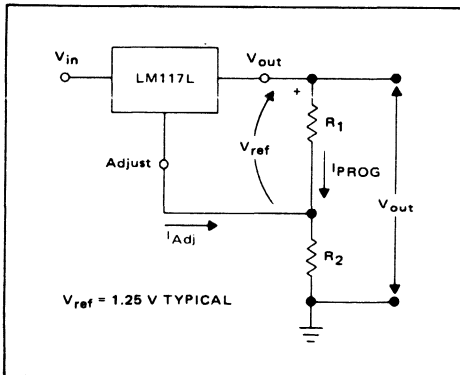 Vin
LM117L
Vout
+
R1
Vref
IPROG
Adjust
Vout
IAdj
R2
Vref = 1.25 V TYPICAL